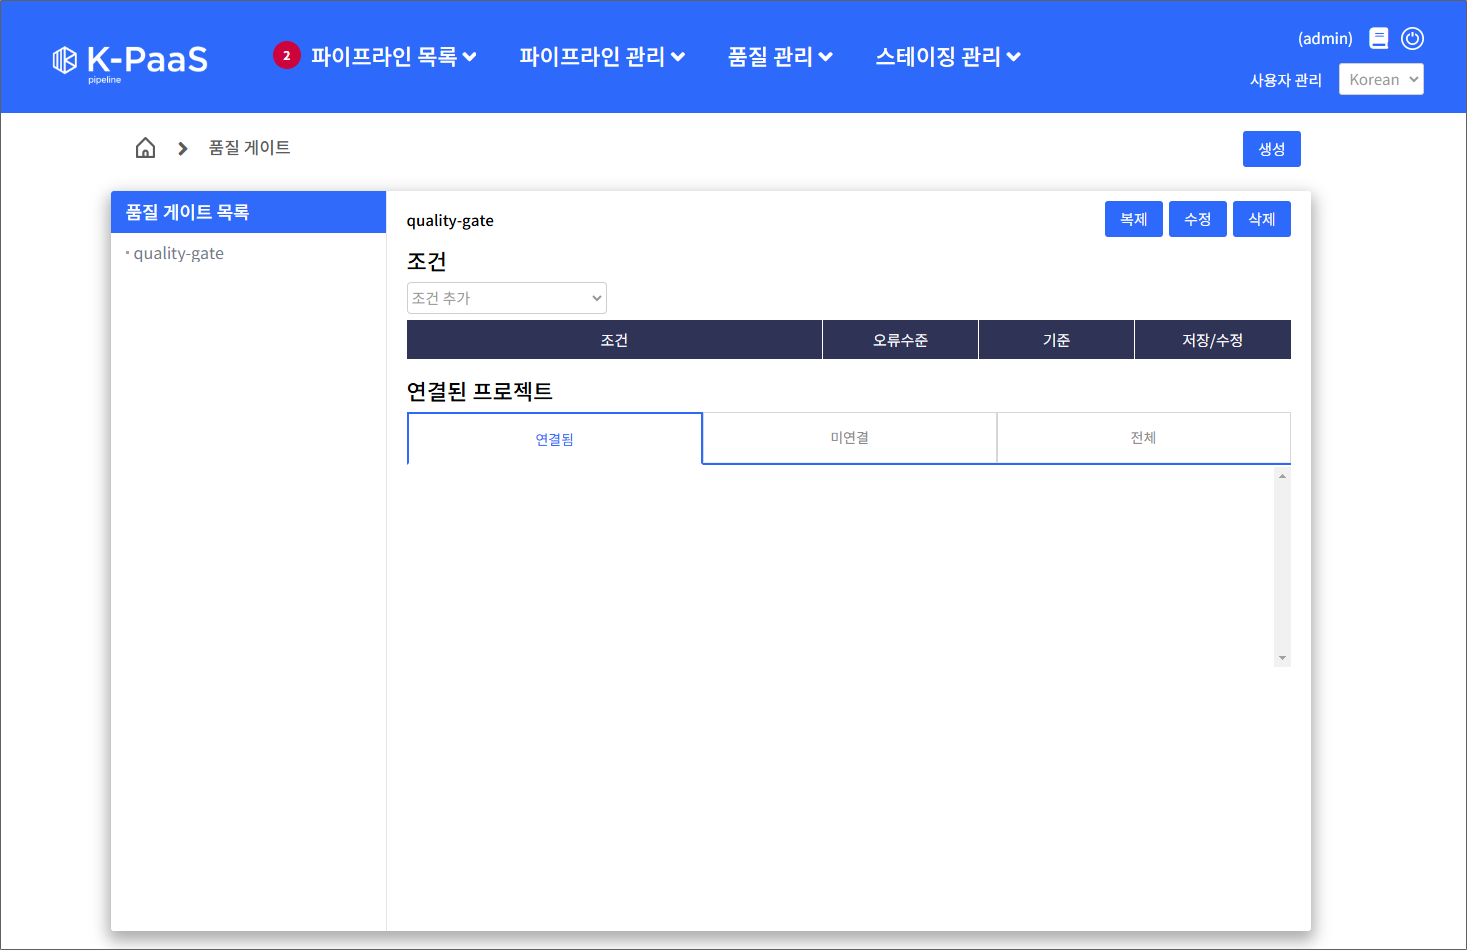 K-PaaS
pipeline
2 파이프라인 목록
파이프라인 관리
품질 관리
스테이징 관리
(admin)
사용자 관리
Korean
품질 게이트
생성
품질 게이트 목록
quality-gate
quality-gate
복제
수정
삭제
조건
조건 추가
조건
오류수준
기준
저장/수정
연결된 프로젝트
연결됨
미연결
전체